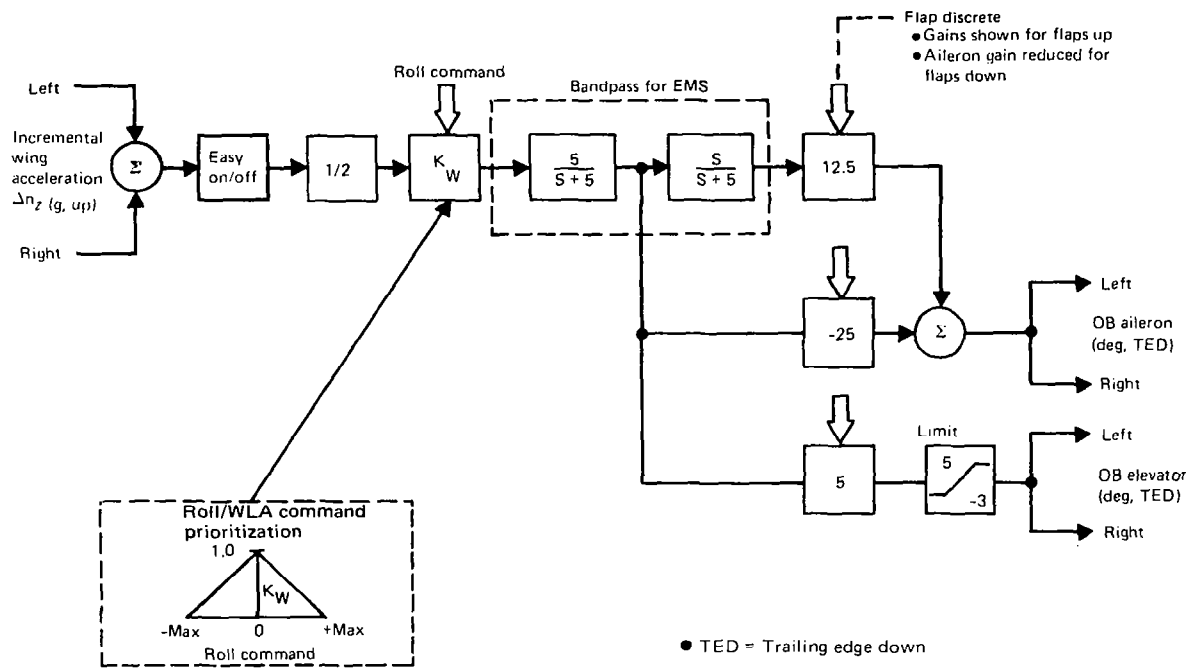 Flap discrete
● Gains shown for flaps up
● Aileron gain reduced for
flaps down
Roll command
Bandpass for EMS
Left
Incremental
wing
acceleration
Δn_z (g, up)
Right
Σ
Easy
on/off
1/2
K_W
5
S + 5
S
S + 5
12.5
-25
Σ
Left
OB aileron
(deg, TED)
Right
5
Limit
5
-3
Left
OB elevator
(deg, TED)
Right
Roll/WLA command
prioritization
1.0
K_W
-Max
0
+Max
Roll command
● TED = Trailing edge down